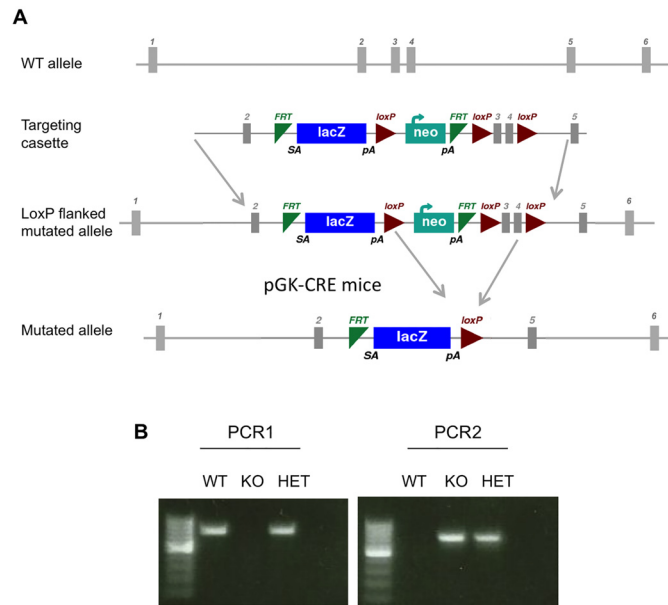 A
1 2 3 4 5 6
WT allele
Targeting
casette
2 FRT lacZ loxP neo FRT loxP 3 4 loxP 5
SA pA pA
LoxP flanked
mutated allele
1 2 FRT lacZ loxP neo FRT loxP 3 4 loxP 5 6
SA pA pA
pGK-CRE mice
Mutated allele
1 2 FRT lacZ loxP 5 6
SA pA
B
PCR1 PCR2
WT KO HET WT KO HET